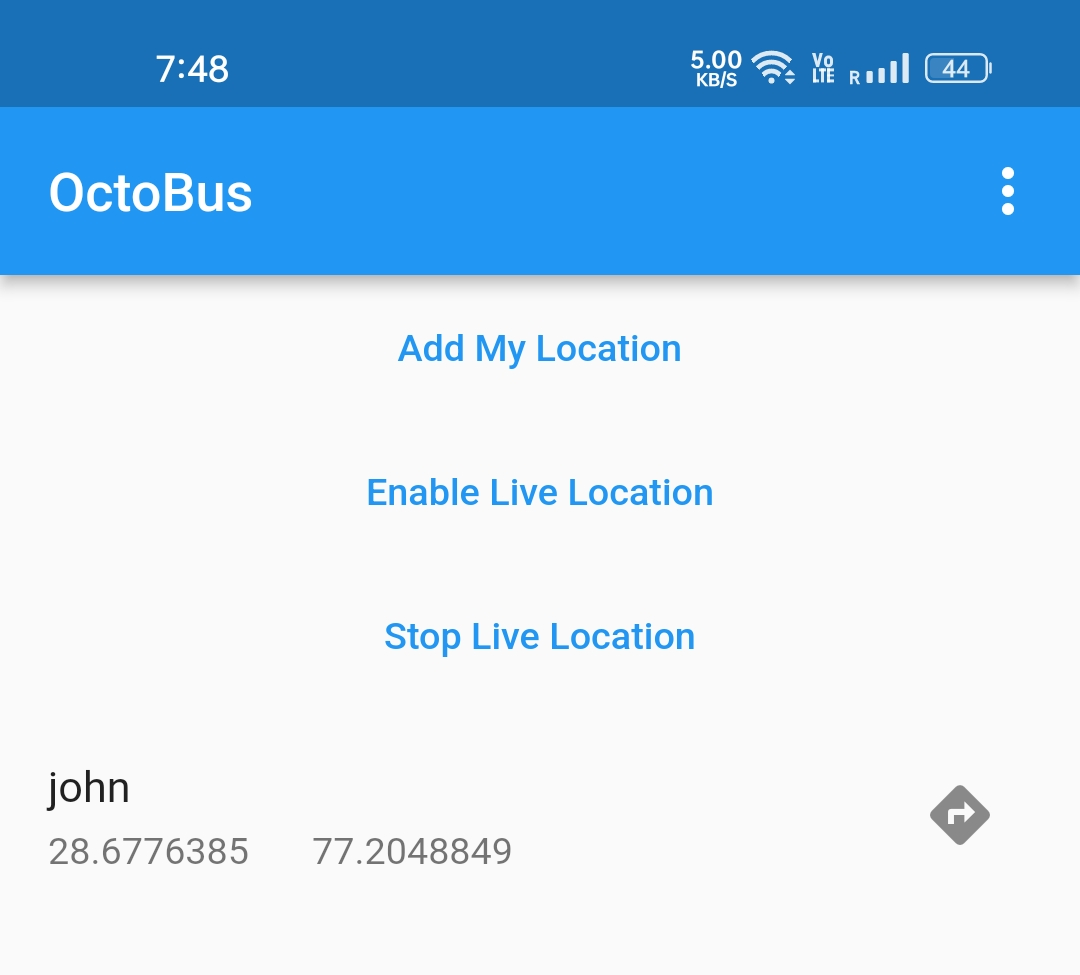 7:48
5.00
KB/S
Vo
LTE
R
44
OctoBus
Add My Location
Enable Live Location
Stop Live Location
john
28.6776385 77.2048849